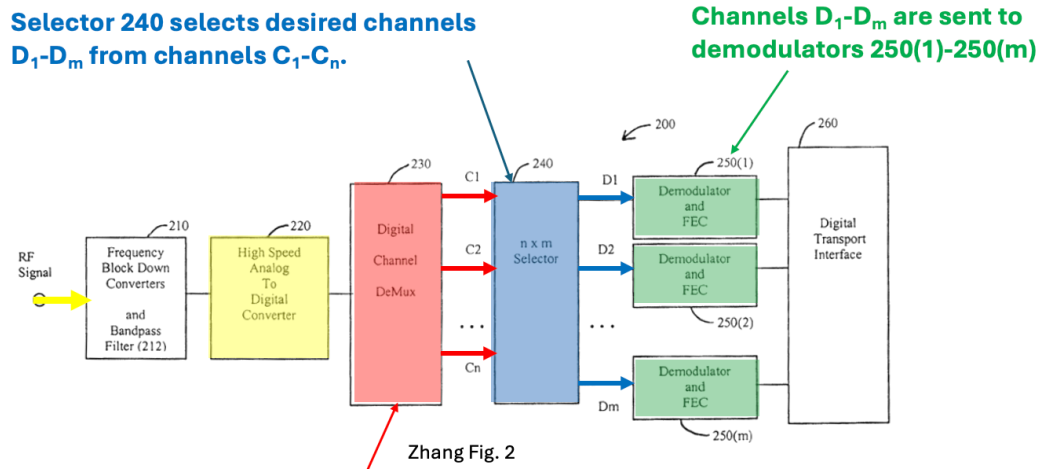 Selector 240 selects desired channels
D₁-Dₘ from channels C₁-Cₙ.
Channels D₁-Dₘ are sent to
demodulators 250(1)-250(m)
200
RF
Signal
210
Frequency
Block Down
Converters
and
Bandpass
Filter (212)
220
High Speed
Analog
To
Digital
Converter
230
Digital
Channel
DeMux
C1
C2
...
Cn
240
n x m
Selector
D1
D2
...
Dm
250(1)
Demodulator
and
FEC
Demodulator
and
FEC
250(2)
Demodulator
and
FEC
250(m)
260
Digital
Transport
Interface
Zhang Fig. 2